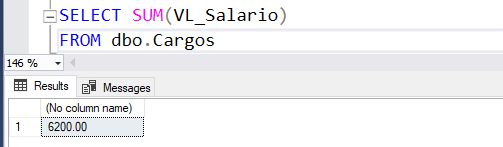 SELECT SUM(VL_Salario)
FROM dbo.Cargos
146 %
Results Messages
(No column name)
1 6200.00